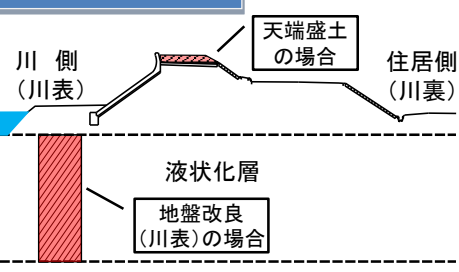 天端盛土
の場合
川 側
(川表)
住居側
(川裏)
液状化層
地盤改良
(川表)の場合